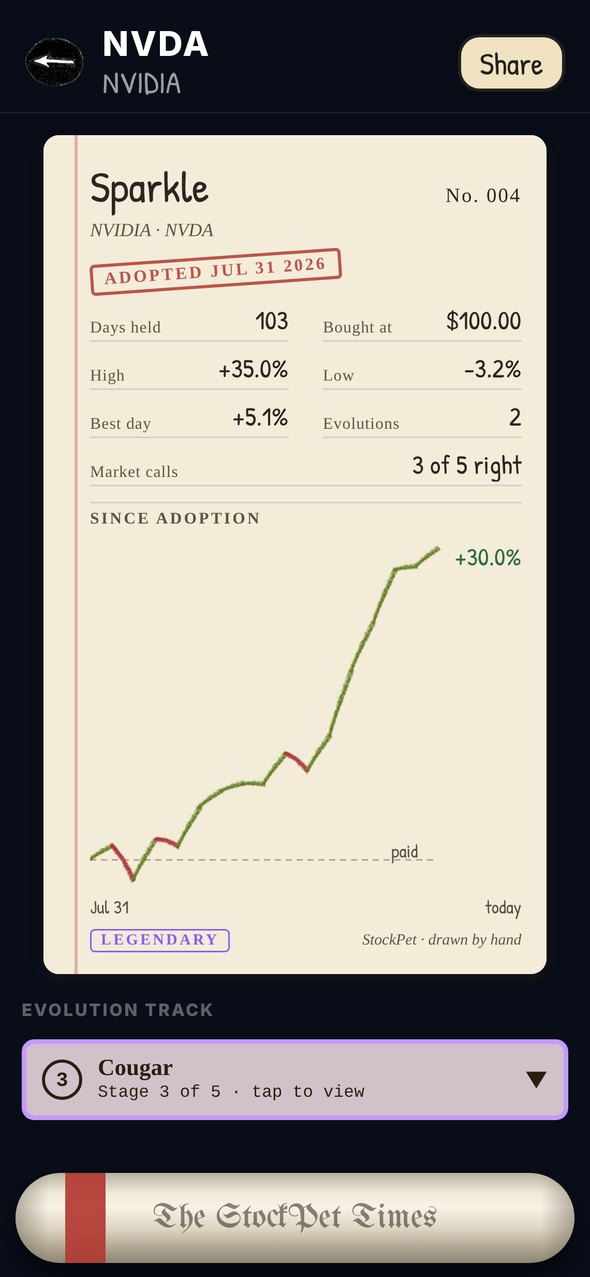 NVDA
NVIDIA
Share
Sparkle
No. 004
NVIDIA · NVDA
ADOPTED JUL 31 2026
Days held 103
Bought at $100.00
High +35.0%
Low -3.2%
Best day +5.1%
Evolutions 2
Market calls 3 of 5 right
SINCE ADOPTION
+30.0%
paid
Jul 31
today
LEGENDARY
StockPet · drawn by hand
EVOLUTION TRACK
3
Cougar
Stage 3 of 5 · tap to view
The StockPet Times